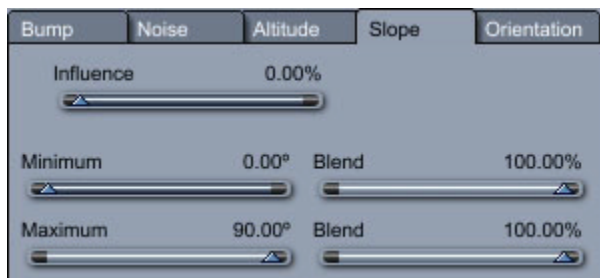 Bump Noise Altitude Slope Orientation
Influence 0.00%
Minimum 0.00° Blend 100.00%
Maximum 90.00° Blend 100.00%